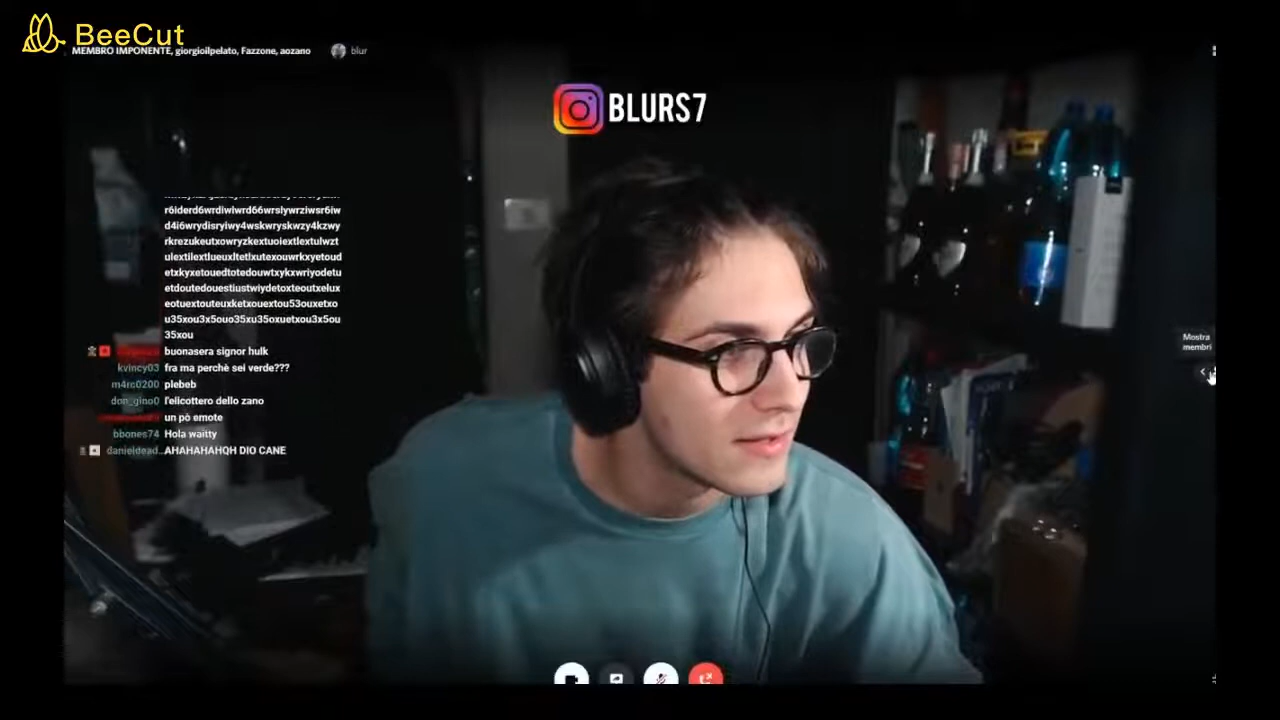 BeeCut
MEMBRO IMPONENTE, giorgioilpelato, Fazzone, aozano
blur
BLURS7
r6iderd6wrdiwlwrd66wrslywrziwsr6iw
d4i6wrydisrylwy4wskwryskwzy4kzwy
rkrezukeutxowryzkextuoiextlextulwzt
ulextilextlueuxltetlxutexouwrkxyetoud
etxkyxetouedtotedouwtxykxwriyodetu
etdoutedouestiustwiydetoxteoutxelux
eotuextouteuxketxouextou53ouxetxo
u35xou3x5ouo35xu35oxuetxou3x5ou
35xou
buonasera signor hulk
kvincy03 fra ma perchè sei verde???
m4rc0200 plebeb
don_gino0 l'elicottero dello zano
un pò emote
bbones74 Hola waitty
danieldead... AHAHAHAHQH DIO CANE
Mostra
membri